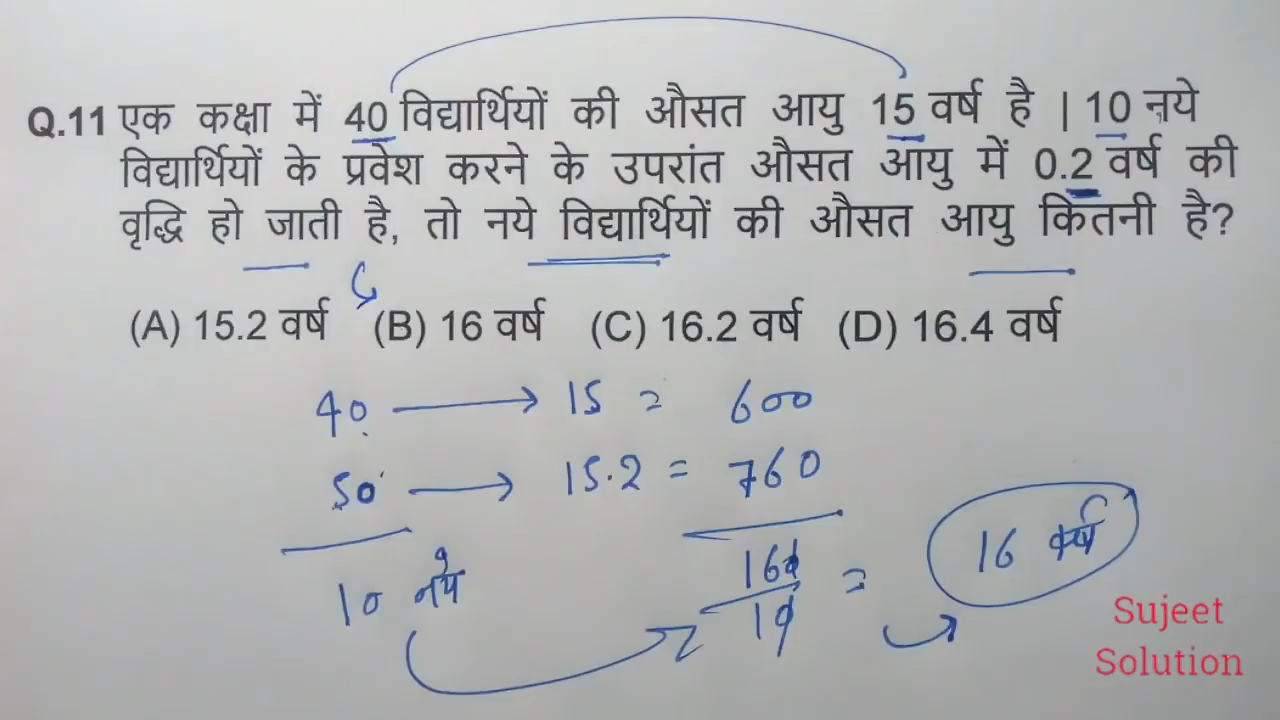 Q.11 एक कक्षा में 40 विद्यार्थियों की औसत आयु 15 वर्ष है | 10 नये
विद्यार्थियों के प्रवेश करने के उपरांत औसत आयु में 0.2 वर्ष की
वृद्धि हो जाती है, तो नये विद्यार्थियों की औसत आयु कितनी है?
(A) 15.2 वर्ष (B) 16 वर्ष (C) 16.2 वर्ष (D) 16.4 वर्ष
40 → 15 = 600
50 → 15.2 = 760
10 नये 160/10 = 16 वर्ष
Sujeet
Solution